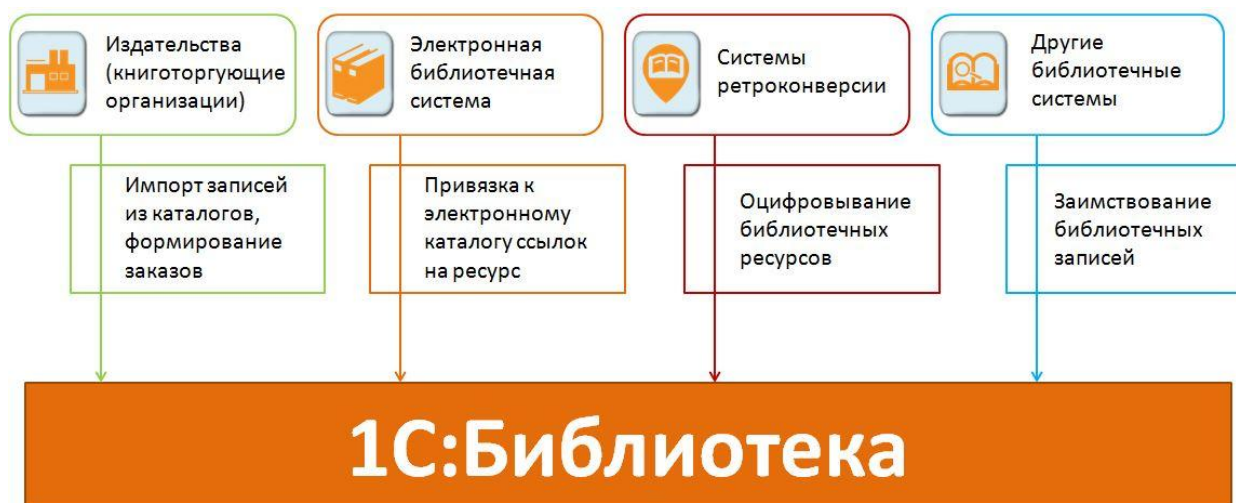 Издательства
(книготоргующие
организации)
Электронная
библиотечная
система
Системы
ретроконверсии
Другие
библиотечные
системы
Импорт записей
из каталогов,
формирование
заказов
Привязка к
электронному
каталогу ссылок
на ресурс
Оцифровывание
библиотечных
ресурсов
Заимствование
библиотечных
записей
1С:Библиотека